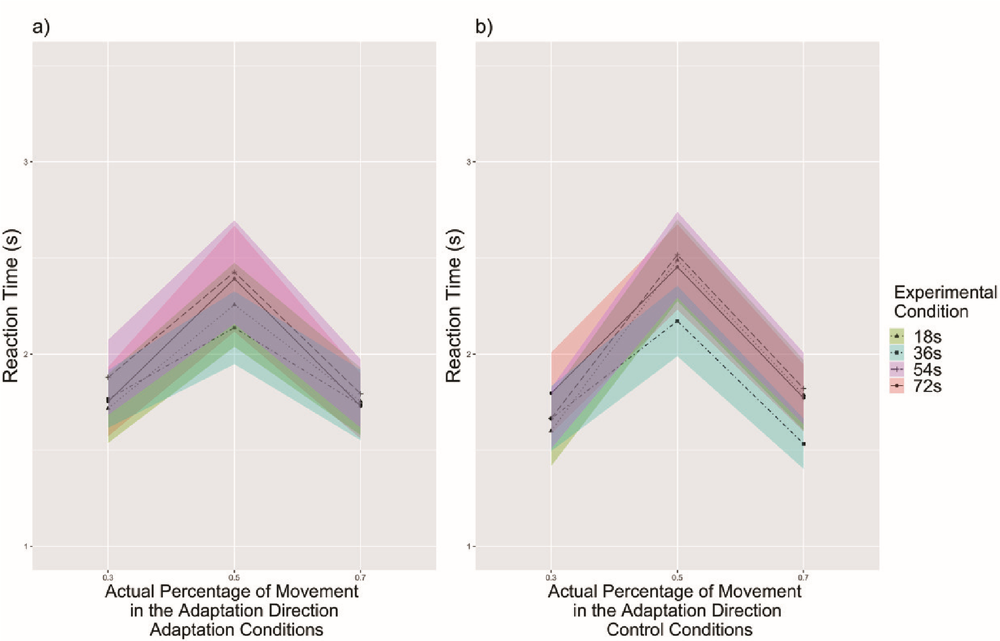 a)
Reaction Time (s)
3
2
1
0.3 0.5 0.7
Actual Percentage of Movement
in the Adaptation Direction
Adaptation Conditions
b)
Reaction Time (s)
3
2
1
0.3 0.5 0.7
Actual Percentage of Movement
in the Adaptation Direction
Control Conditions
Experimental
Condition
18s
36s
54s
72s